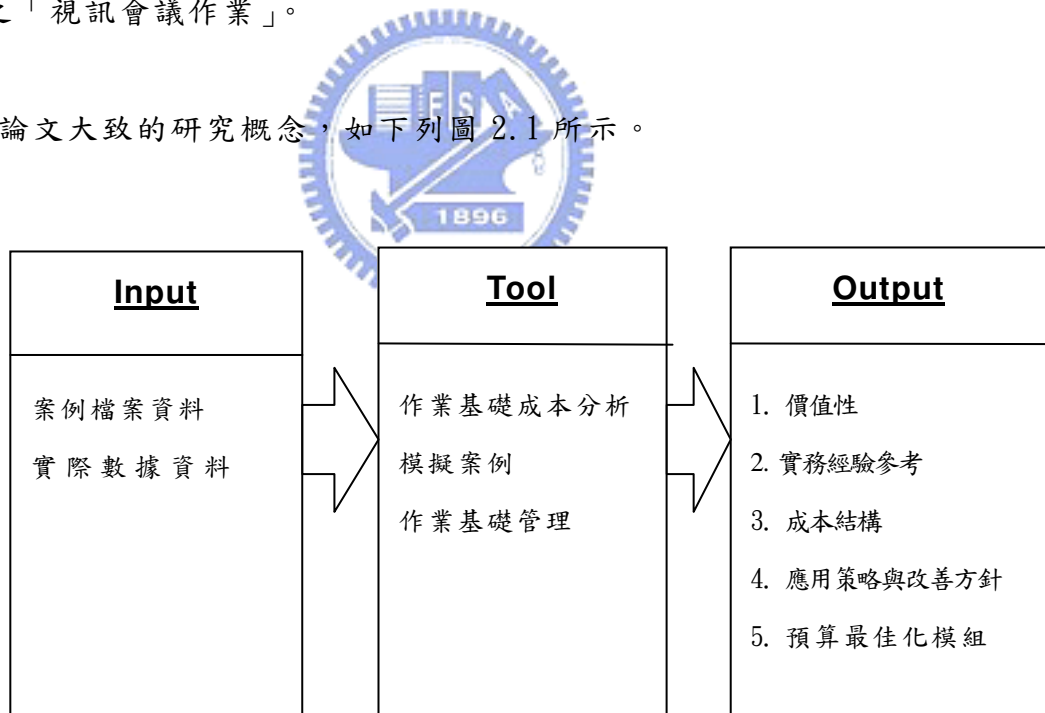 之「視訊會議作業」。
論文大致的研究概念，如下列圖 2.1 所示。
E S A
1896
Input
案例檔案資料
實際數據資料
Tool
作業基礎成本分析
模擬案例
作業基礎管理
Output
1. 價值性
2. 實務經驗參考
3. 成本結構
4. 應用策略與改善方針
5. 預算最佳化模組